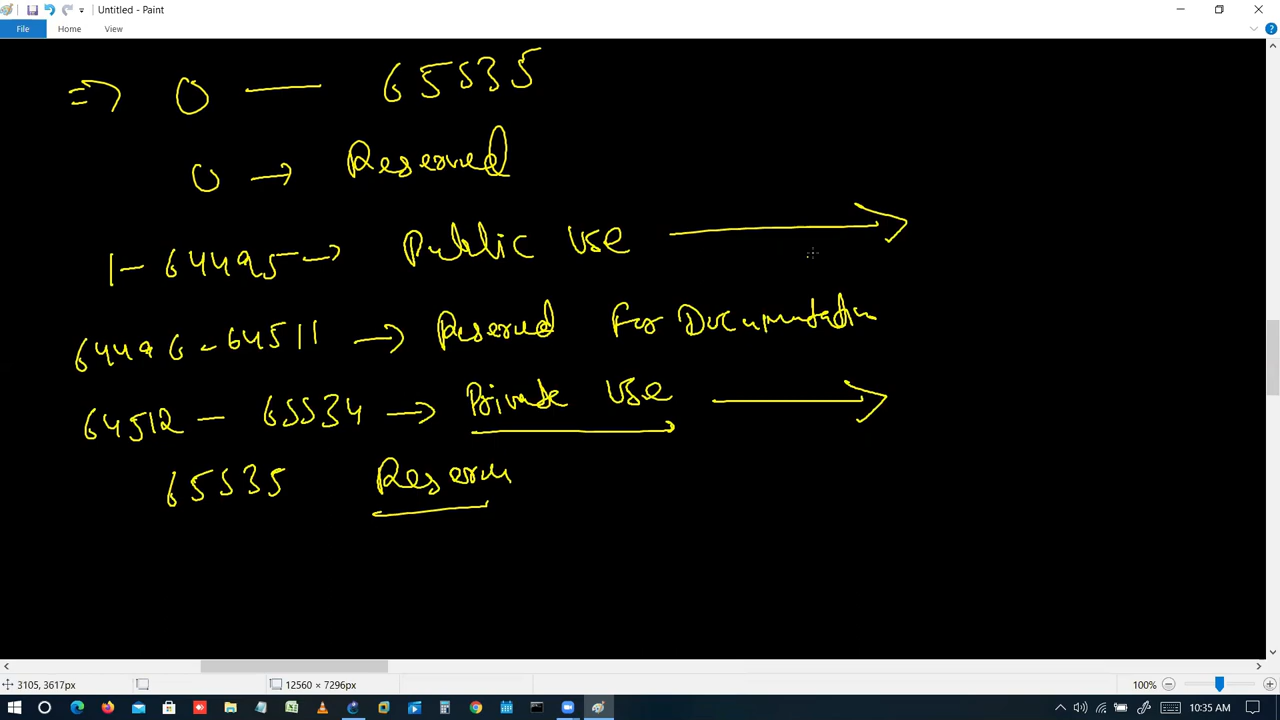 Untitled - Paint
File Home View
=> 0 — 65535
0 → Reserved
1 - 64495 → Public Use
64496 - 64511 → Reserved For Documentation
64512 - 65534 → Private Use
65535 Reserve
3105, 3617px 12560 × 7296px 100%
10:35 AM